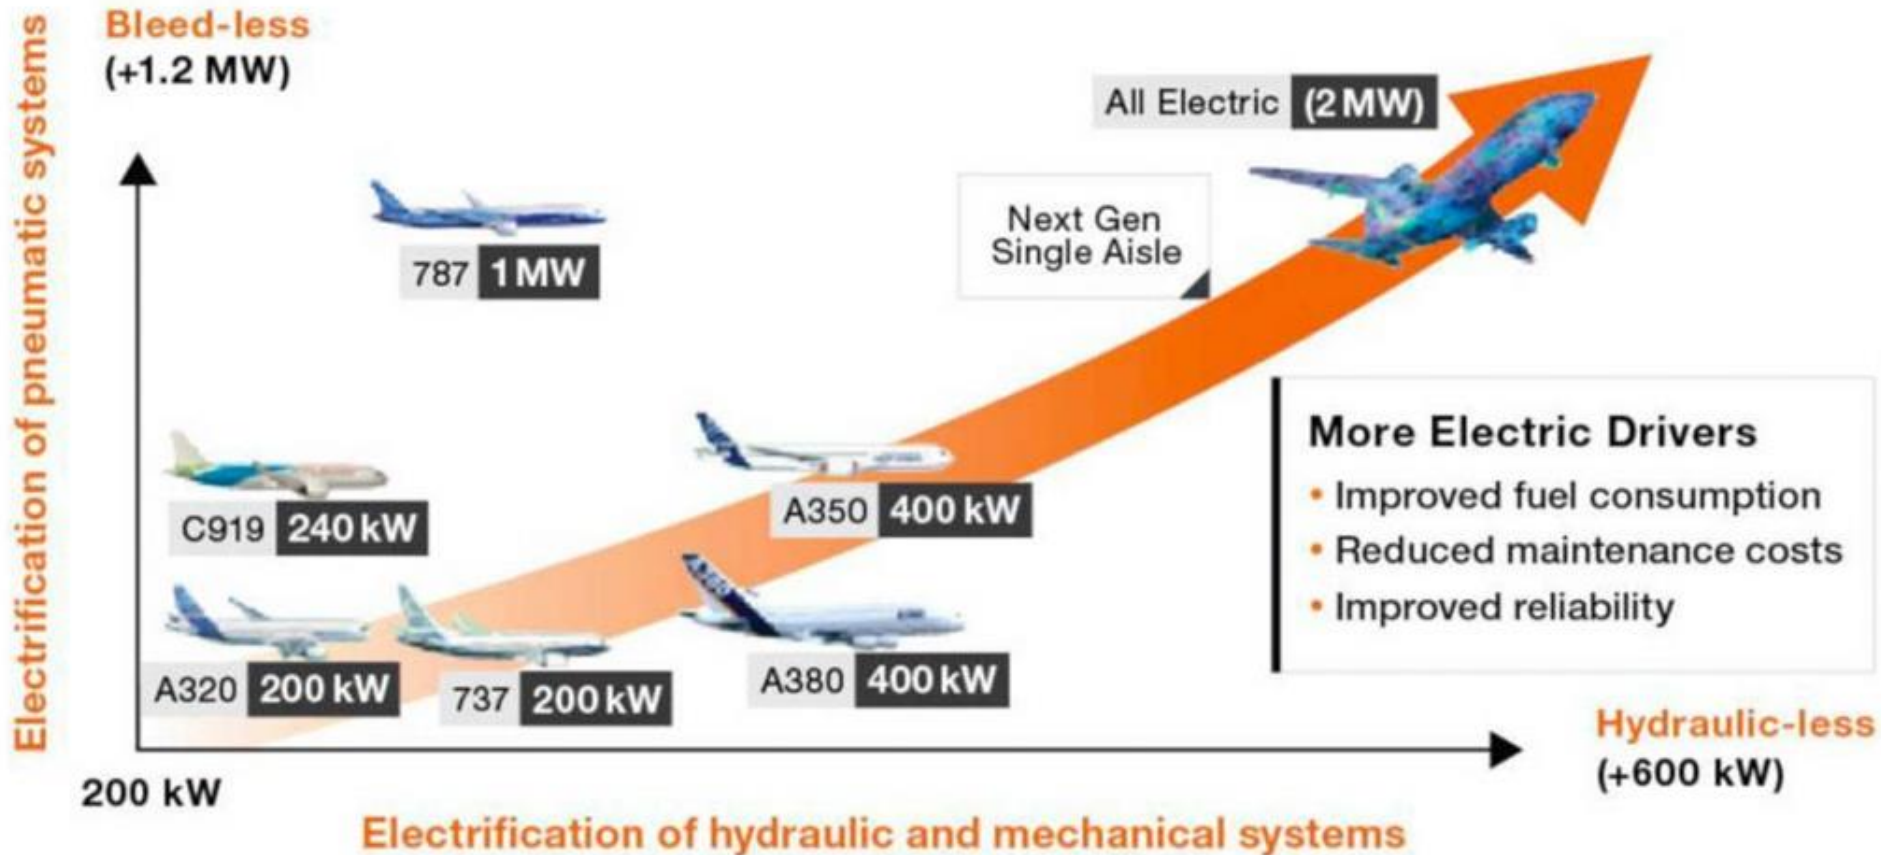 Electrification of pneumatic systems
Bleed-less
(+1.2 MW)
All Electric (2 MW)
Next Gen
Single Aisle
787 1 MW
C919 240 kW
A350 400 kW
A320 200 kW
737 200 kW
A380 400 kW
More Electric Drivers
• Improved fuel consumption
• Reduced maintenance costs
• Improved reliability
Hydraulic-less
(+600 kW)
200 kW
Electrification of hydraulic and mechanical systems